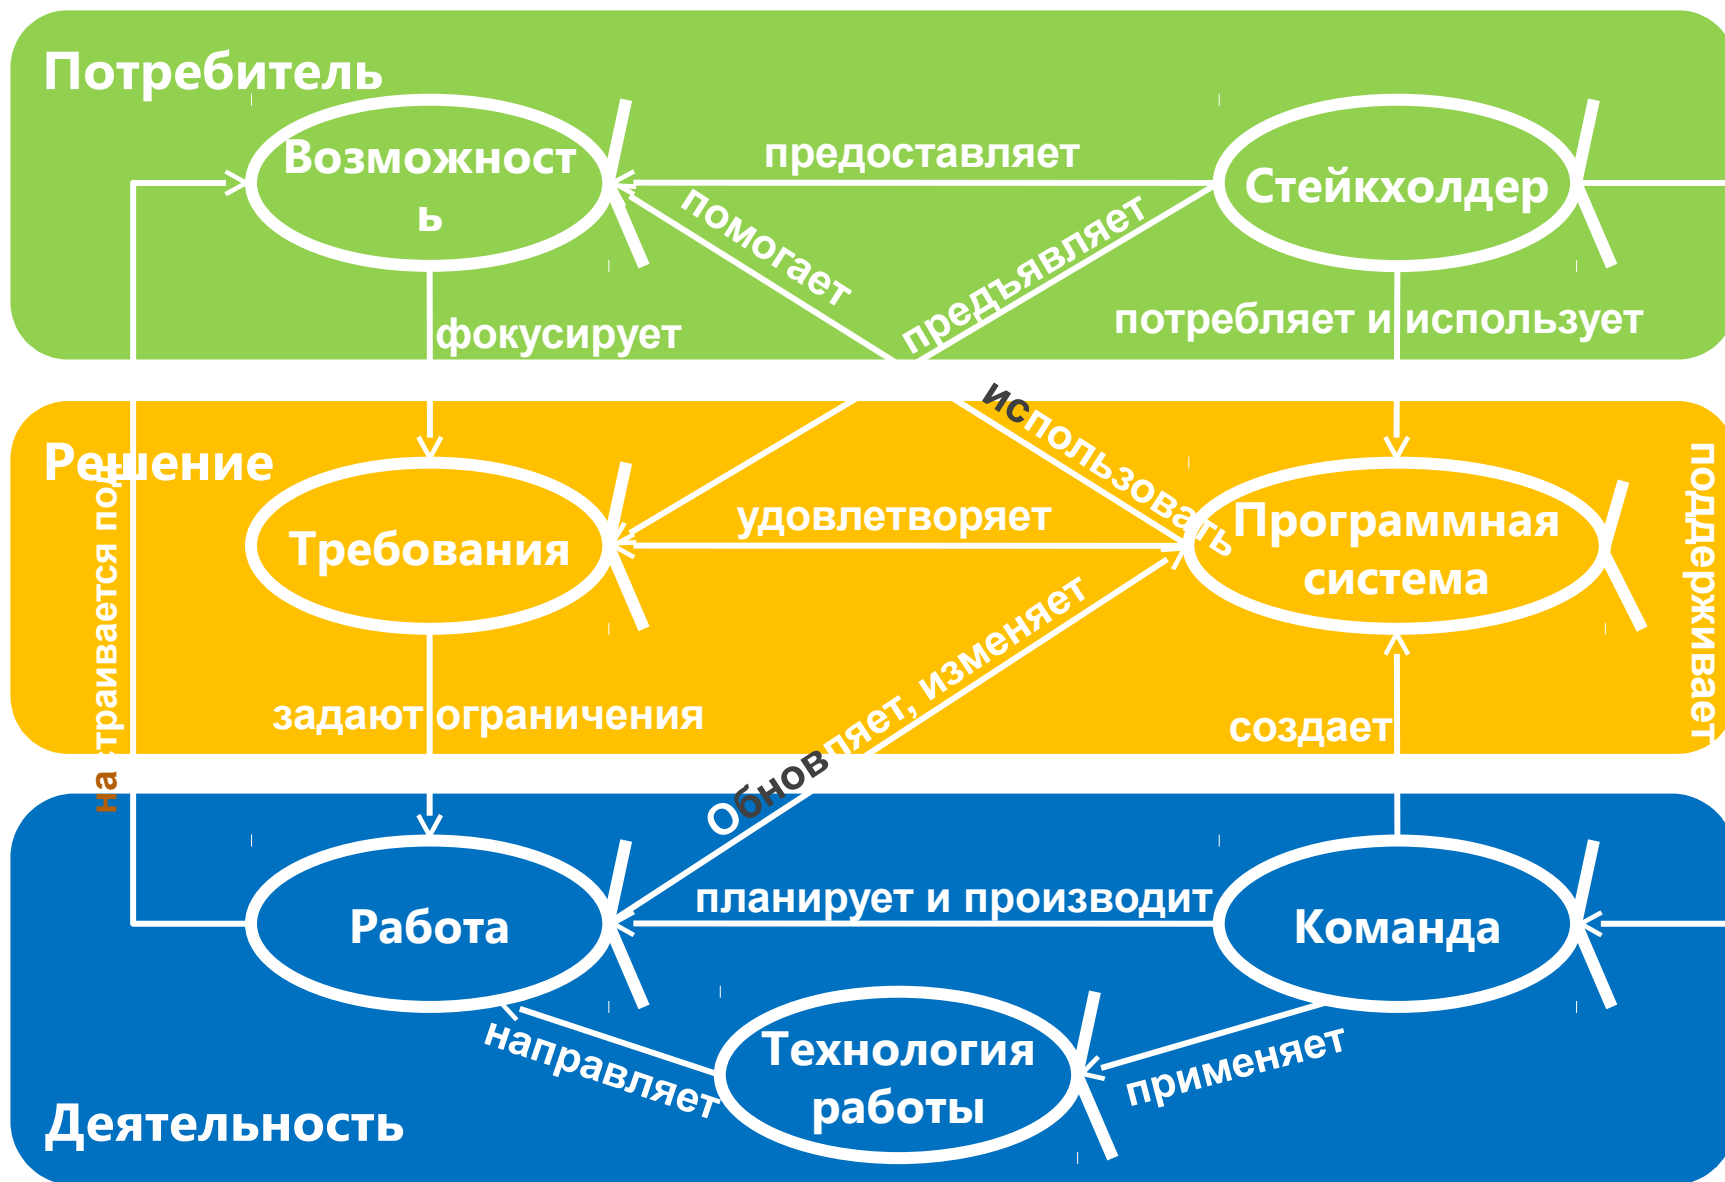 Потребитель
Возможност
ь
предоставляет
Стейкхолдер
помогает
предъявляет
фокусирует
потребляет и использует
использовать
Решение
настраивается под
Требования
удовлетворяет
Программная
система
поддерживает
задают ограничения
Обновляет, изменяет
создает
Работа
планирует и производит
Команда
направляет
Технология
работы
применяет
Деятельность